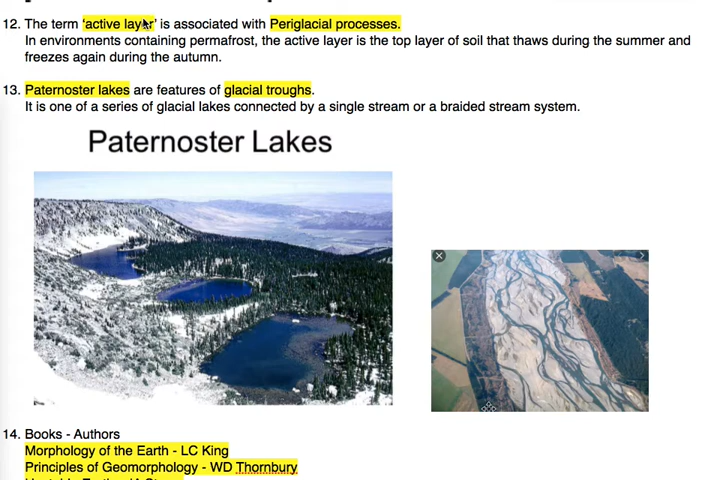 12. The term ‘active layer’ is associated with Periglacial processes.
In environments containing permafrost, the active layer is the top layer of soil that thaws during the summer and
freezes again during the autumn.
13. Paternoster lakes are features of glacial troughs.
It is one of a series of glacial lakes connected by a single stream or a braided stream system.
Paternoster Lakes
14. Books - Authors
Morphology of the Earth - LC King
Principles of Geomorphology - WD Thornbury